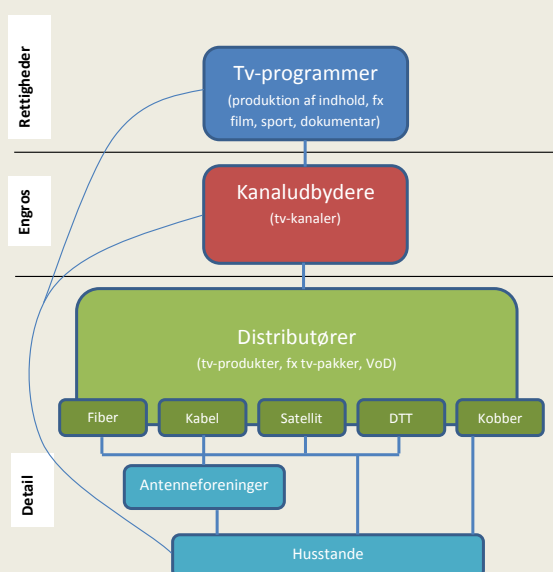 Rettigheder
Tv-programmer
(produktion af indhold, fx
film, sport, dokumentar)
Engros
Kanaludbydere
(tv-kanaler)
Distributører
(tv-produkter, fx tv-pakker, VoD)
Fiber
Kabel
Satellit
DTT
Kobber
Detail
Antenneforeninger
Husstande